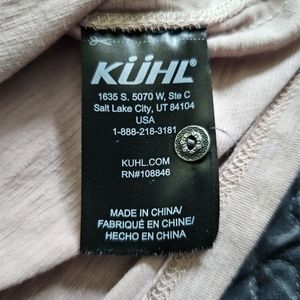 KÜHL®
1635 S. 5070 W, Ste C
Salt Lake City, UT 84104
USA
1-888-218-3181
KUHL.COM
RN#108846
MADE IN CHINA/
FABRIQUÉ EN CHINE/
HECHO EN CHINA